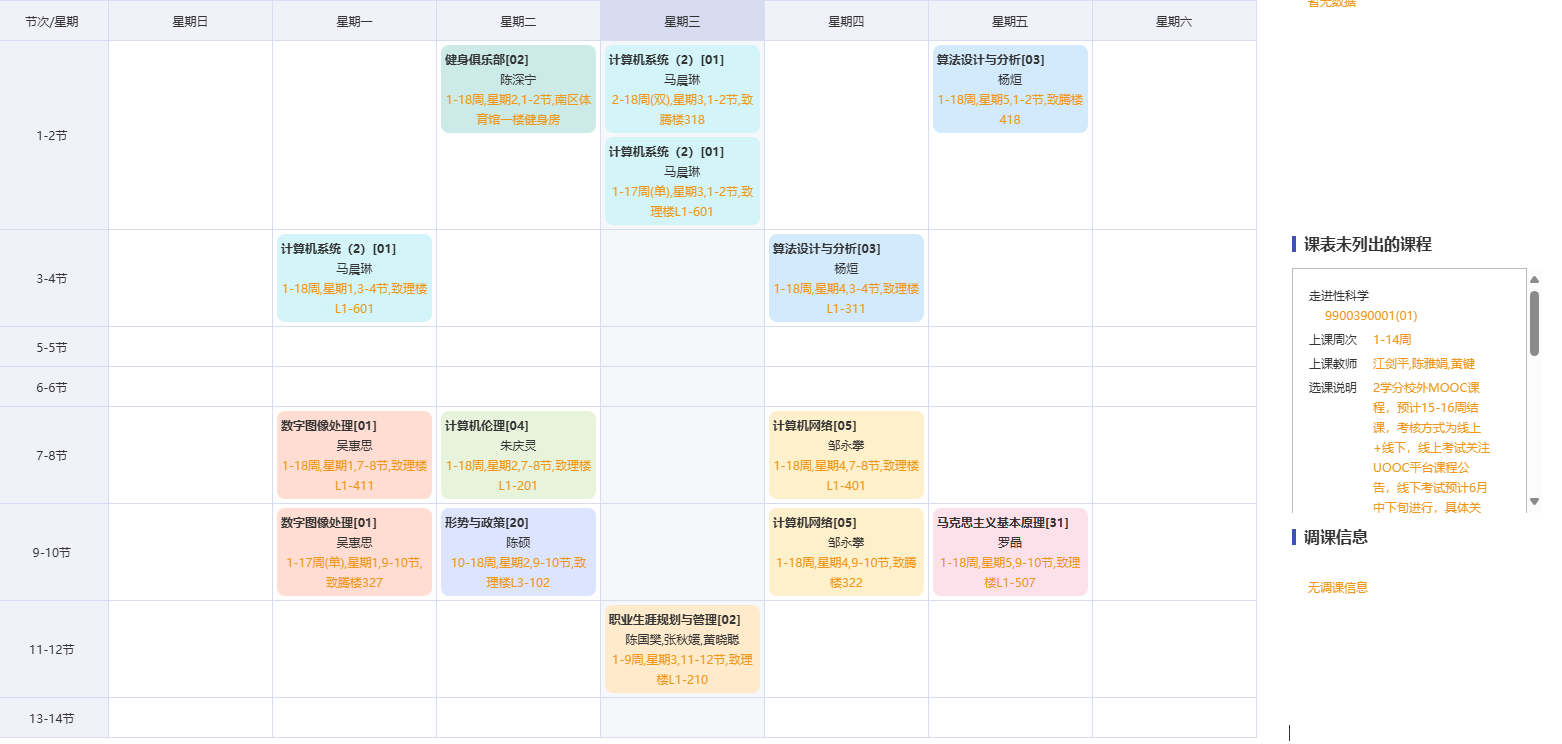 暂无数据
节次/星期
星期日
星期一
星期二
星期三
星期四
星期五
星期六
1-2节
健身俱乐部[02]
陈深宁
1-18周,星期2,1-2节,南区体
育馆一楼健身房
计算机系统（2）[01]
马晨琳
2-18周(双),星期3,1-2节,致
腾楼318
计算机系统（2）[01]
马晨琳
1-17周(单),星期3,1-2节,致
理楼L1-601
算法设计与分析[03]
杨烜
1-18周,星期5,1-2节,致腾楼
418
3-4节
计算机系统（2）[01]
马晨琳
1-18周,星期1,3-4节,致理楼
L1-601
算法设计与分析[03]
杨烜
1-18周,星期4,3-4节,致理楼
L1-311
5-5节
6-6节
7-8节
数字图像处理[01]
吴惠思
1-18周,星期1,7-8节,致理楼
L1-411
计算机伦理[04]
朱庆灵
1-18周,星期2,7-8节,致理楼
L1-201
计算机网络[05]
邹永攀
1-18周,星期4,7-8节,致理楼
L1-401
9-10节
数字图像处理[01]
吴惠思
1-17周(单),星期1,9-10节,
致腾楼327
形势与政策[20]
陈硕
10-18周,星期2,9-10节,致
理楼L3-102
计算机网络[05]
邹永攀
1-18周,星期4,9-10节,致腾
楼322
马克思主义基本原理[31]
罗晶
1-18周,星期5,9-10节,致理
楼L1-507
11-12节
职业生涯规划与管理[02]
陈国樊,张秋媛,黄晓聪
1-9周,星期3,11-12节,致理
楼L1-210
13-14节
课表未列出的课程
走进性科学
9900390001(01)
上课周次 1-14周
上课教师 江剑平,陈雅娟,黄键
选课说明 2学分校外MOOC课
程，预计15-16周结
课，考核方式为线上
+线下，线上考试关注
UOOC平台课程公
告，线下考试预计6月
中下旬进行，具体关
调课信息
无调课信息